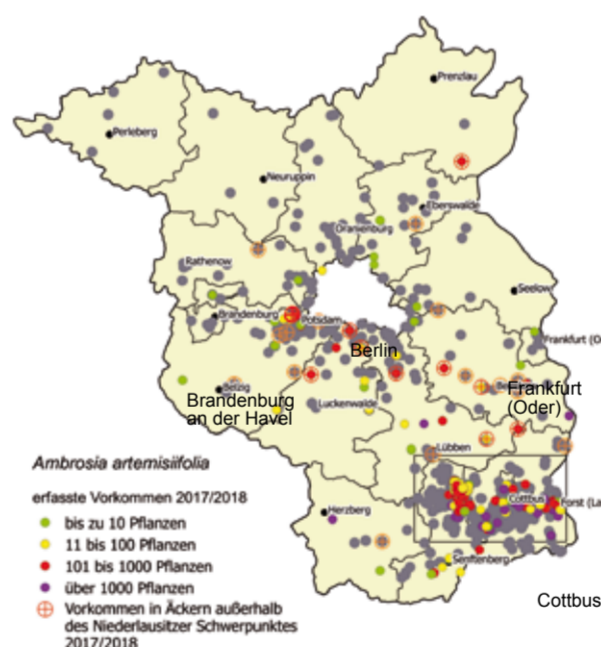 Prenzlau
Perleberg
Neuruppin
Eberswalde
Oranienburg
Rathenow
Seelow
Brandenburg
Potsdam
Frankfurt (O
Berlin
Belzig
Brandenburg
an der Havel
Frankfurt
(Oder)
Luckenwalde
Lübben
Ambrosia artemisiifolia
erfasste Vorkommen 2017/2018
bis zu 10 Pflanzen
11 bis 100 Pflanzen
101 bis 1000 Pflanzen
über 1000 Pflanzen
Vorkommen in Äckern außerhalb
des Niederlausitzer Schwerpunktes
2017/2018
Herzberg
Cottbus
Forst (La
Senftenberg
Cottbus